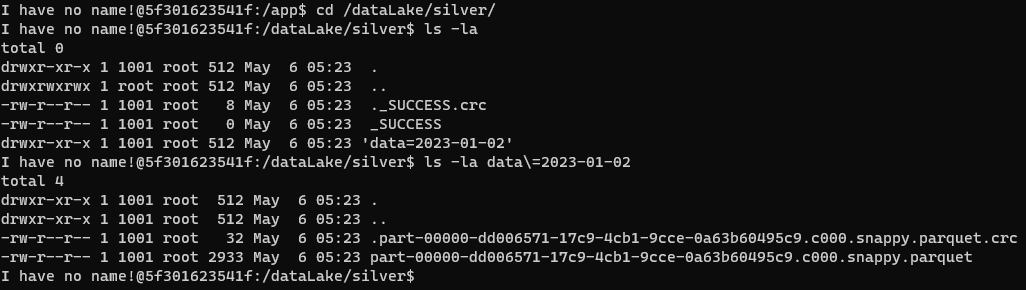 I have no name!@5f301623541f:/app$ cd /dataLake/silver/
I have no name!@5f301623541f:/dataLake/silver$ ls -la
total 0
drwxr-xr-x 1 1001 root 512 May  6 05:23  .
drwxrwxrwx 1 root root 512 May  6 05:23  ..
-rw-r--r-- 1 1001 root   8 May  6 05:23  ._SUCCESS.crc
-rw-r--r-- 1 1001 root   0 May  6 05:23  _SUCCESS
drwxr-xr-x 1 1001 root 512 May  6 05:23 'data=2023-01-02'
I have no name!@5f301623541f:/dataLake/silver$ ls -la data\=2023-01-02
total 4
drwxr-xr-x 1 1001 root  512 May  6 05:23 .
drwxr-xr-x 1 1001 root  512 May  6 05:23 ..
-rw-r--r-- 1 1001 root   32 May  6 05:23 .part-00000-dd006571-17c9-4cb1-9cce-0a63b60495c9.c000.snappy.parquet.crc
-rw-r--r-- 1 1001 root 2933 May  6 05:23 part-00000-dd006571-17c9-4cb1-9cce-0a63b60495c9.c000.snappy.parquet
I have no name!@5f301623541f:/dataLake/silver$